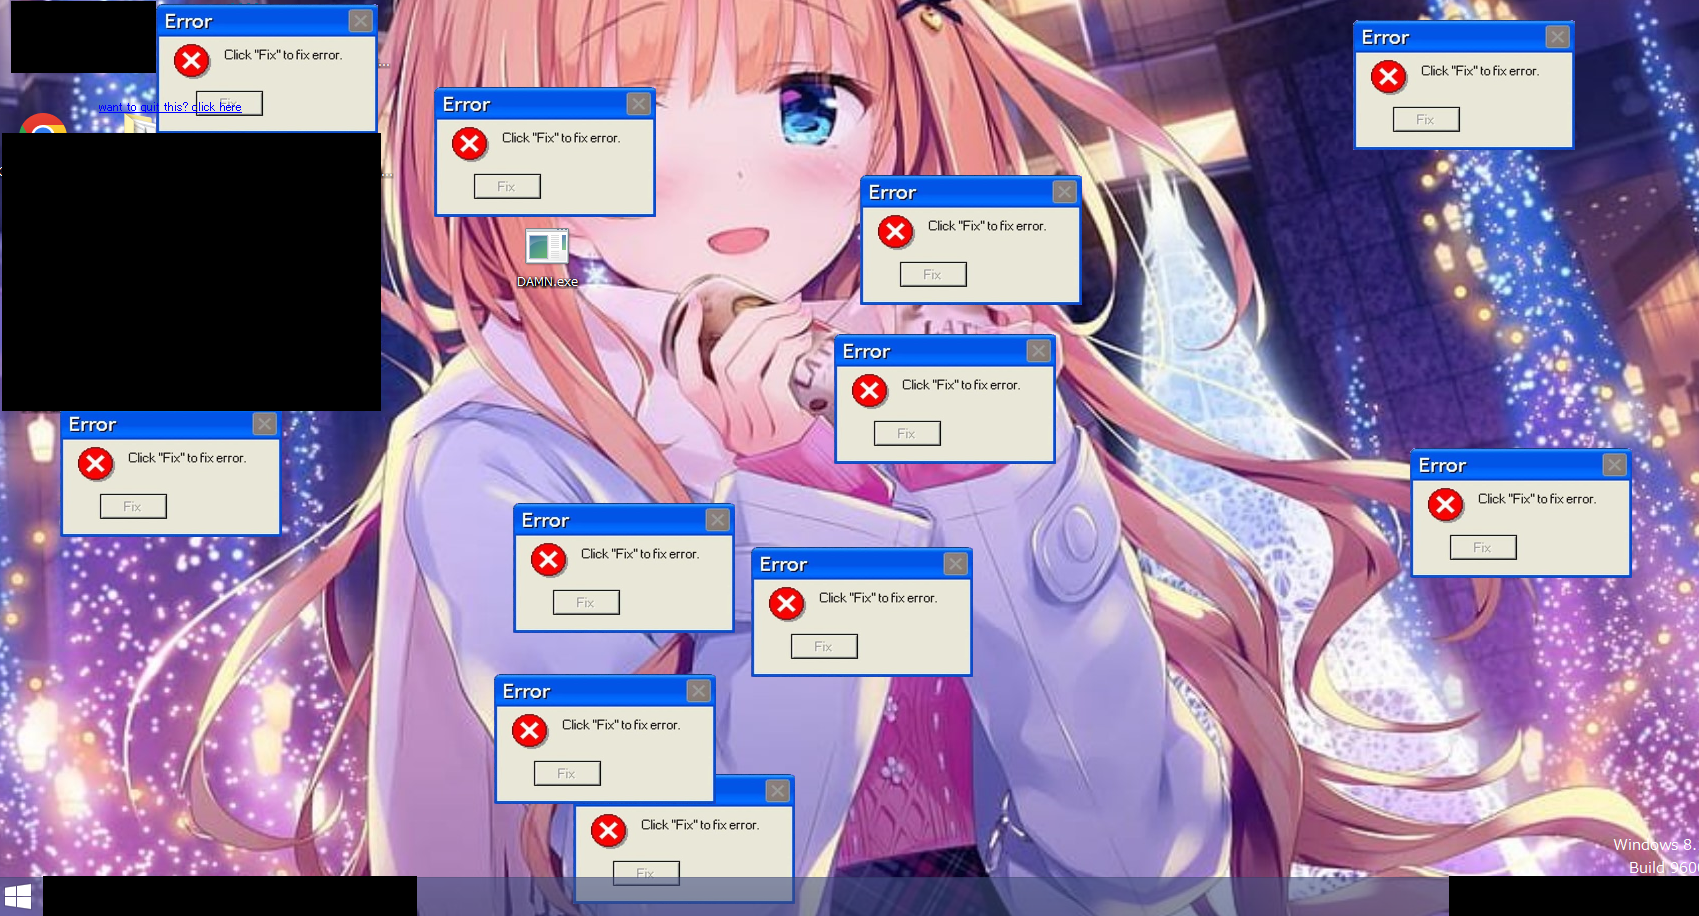 Error
Click "Fix" to fix error.
want to quit this? click here
Error
Click "Fix" to fix error.
Fix
Error
Click "Fix" to fix error.
Fix
Error
Click "Fix" to fix error.
Fix
DAMN.exe
LAT
Error
Click "Fix" to fix error.
Fix
Error
Click "Fix" to fix error.
Fix
Error
Click "Fix" to fix error.
Fix
Error
Click "Fix" to fix error.
Fix
Error
Click "Fix" to fix error.
Fix
Error
Click "Fix" to fix error.
Fix
Click "Fix" to fix error.
Fix
Windows 8.
Build 960